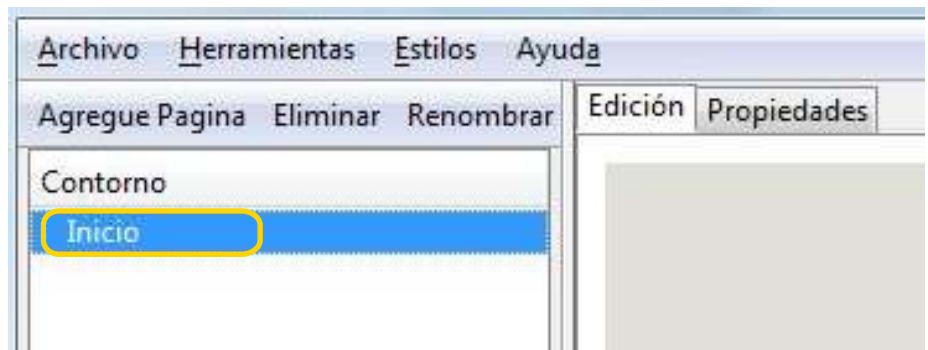 Archivo Herramientas Estilos Ayuda
Agregue Pagina Eliminar Renombrar
Edición Propiedades
Contorno
Inicio